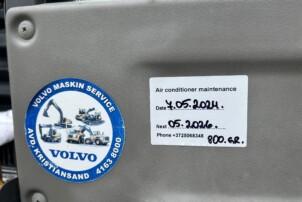 VOLVO MASKIN SERVICE
VOLVO
AVD. KRISTIANSAND 4163 8000
Air conditioner maintenance
Date 7.05.2024.
Next 05.2026.
Phone +3725068348
800.GR.